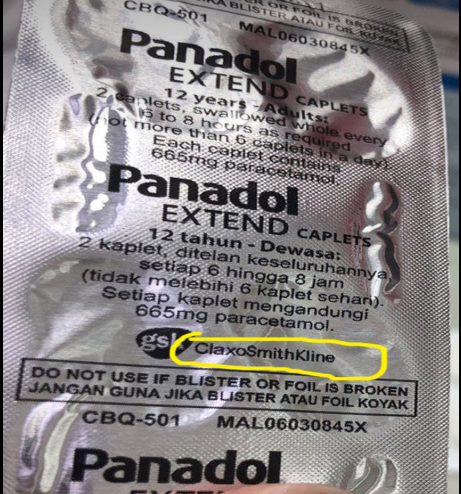 OR FOIL IS BROKEN
JIKA BLISTER ATAU FOIL KOYAK
CBQ-501 MAL06030845X
Panadol
EXTEND CAPLETS
12 years - Adults:
2 caplets, swallowed whole, every
6 to 8 hours as required
(not more than 6 caplets in a day).
Each caplet contains
665mg paracetamol.
Panadol
EXTEND CAPLETS
12 tahun - Dewasa:
2 kaplet, ditelan keseluruhannya,
setiap 6 hingga 8 jam
(tidak melebihi 6 kaplet sehari).
Setiap kaplet mengandungi
665mg paracetamol.
gsk ClaxoSmithKline
DO NOT USE IF BLISTER OR FOIL IS BROKEN
JANGAN GUNA JIKA BLISTER ATAU FOIL KOYAK
CBQ-501 MAL06030845X
Panadol
EXTEND